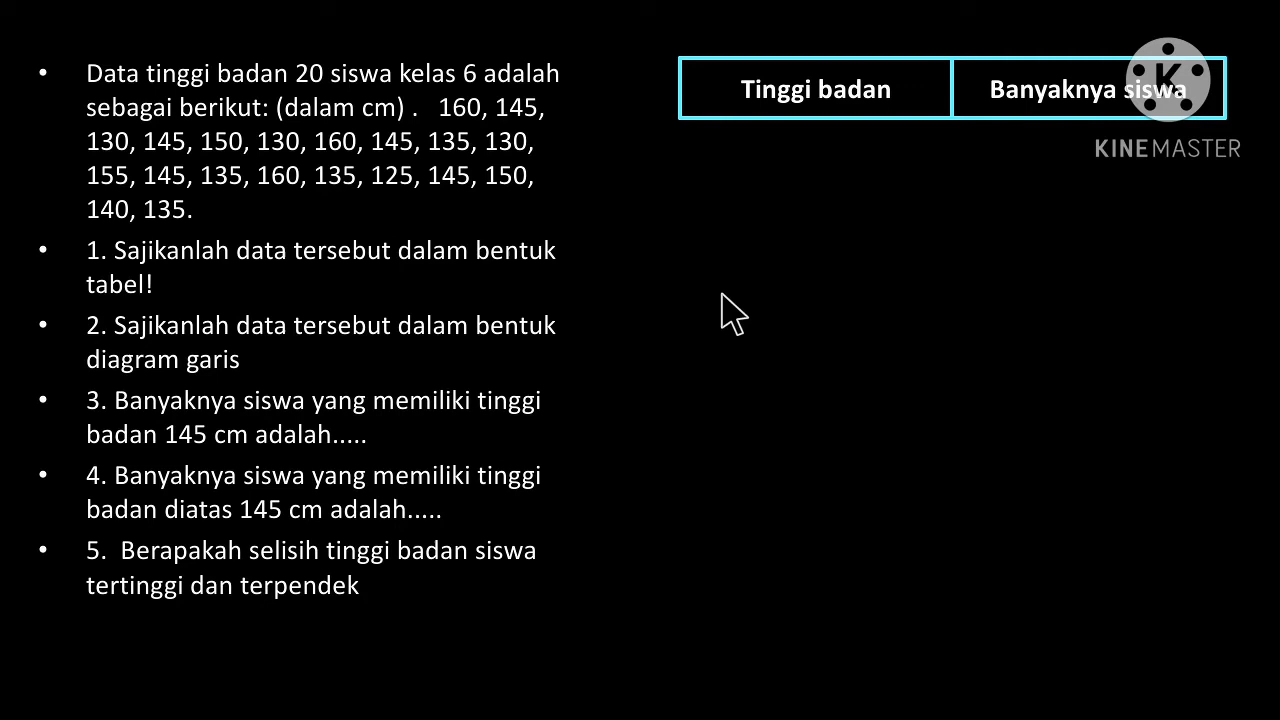 • Data tinggi badan 20 siswa kelas 6 adalah
sebagai berikut: (dalam cm) .   160, 145,
130, 145, 150, 130, 160, 145, 135, 130,
155, 145, 135, 160, 135, 125, 145, 150,
140, 135.
• 1. Sajikanlah data tersebut dalam bentuk
tabel!
• 2. Sajikanlah data tersebut dalam bentuk
diagram garis
• 3. Banyaknya siswa yang memiliki tinggi
badan 145 cm adalah.....
• 4. Banyaknya siswa yang memiliki tinggi
badan diatas 145 cm adalah.....
• 5.  Berapakah selisih tinggi badan siswa
tertinggi dan terpendek
Tinggi badan
Banyaknya siswa
K
KINEMASTER